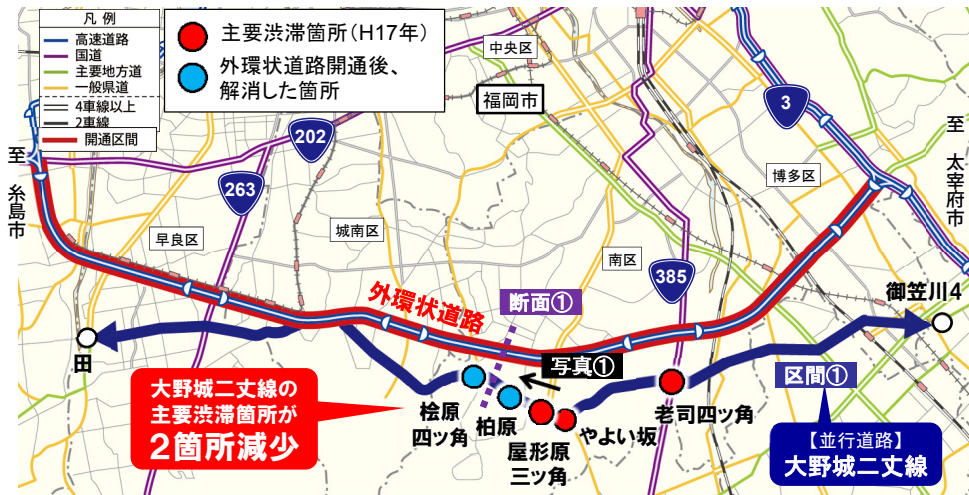 凡 例
高速道路
国道
主要地方道
一般県道
4車線以上
2車線
開通区間
主要渋滞箇所(H17年)
外環状道路開通後、
解消した箇所
中央区
福岡市
3
202
263
至
糸島市
至
太宰府市
博多区
早良区
城南区
南区
385
外環状道路
断面①
御笠川4
田
写真①
区間①
大野城二丈線の
主要渋滞箇所が
2箇所減少
桧原
四ッ角
柏原
屋形原
三ッ角
やよい坂
老司四ッ角
【並行道路】
大野城二丈線